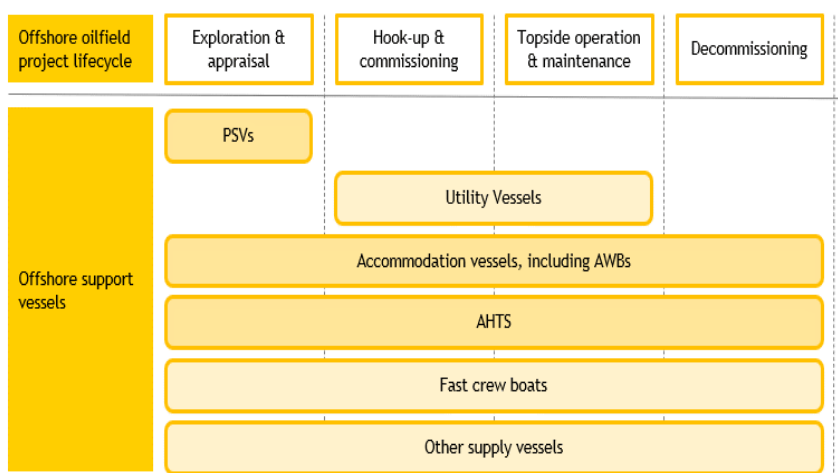 Offshore oilfield
project lifecycle
Exploration &
appraisal
Hook-up &
commissioning
Topside operation
& maintenance
Decommissioning
PSVs
Utility Vessels
Accommodation vessels, including AWBs
Offshore support
vessels
AHTS
Fast crew boats
Other supply vessels